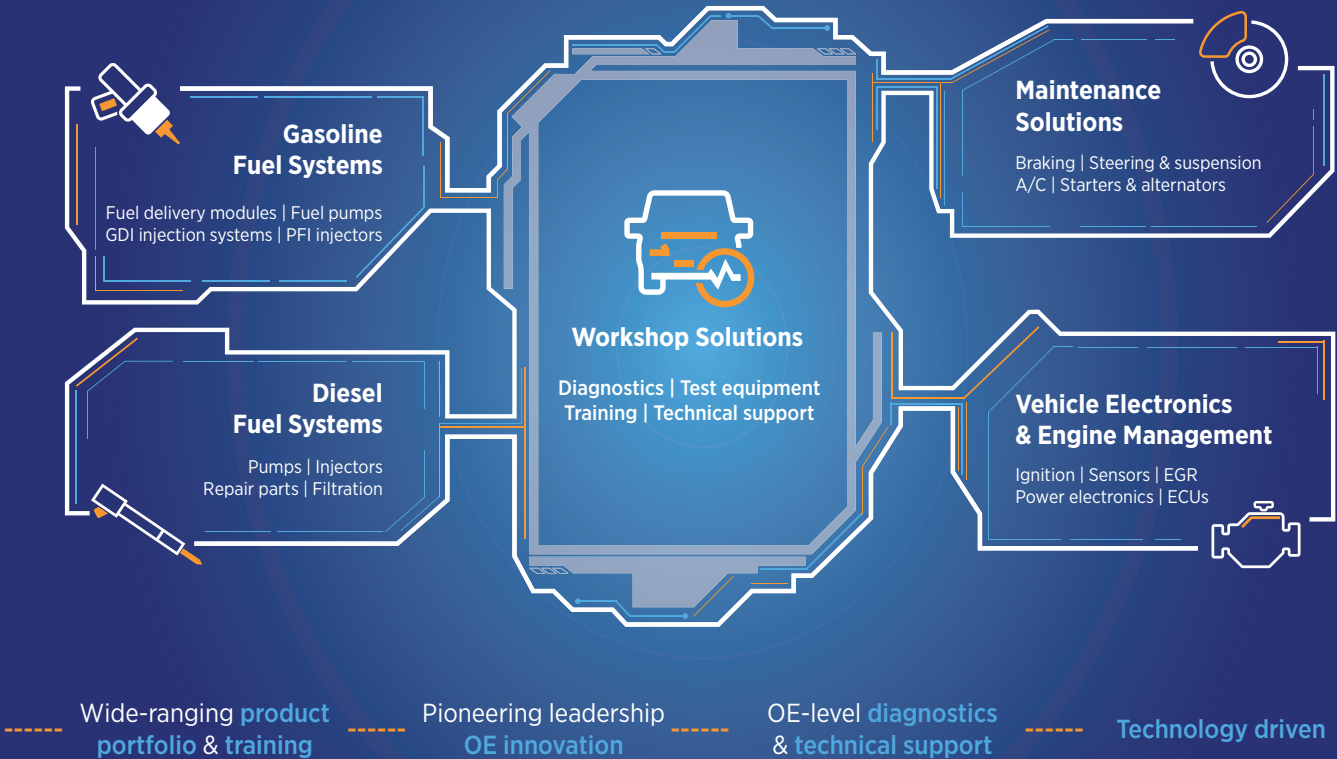 Gasoline
Fuel Systems
Fuel delivery modules | Fuel pumps
GDI injection systems | PFI injectors
Diesel
Fuel Systems
Pumps | Injectors
Repair parts | Filtration
Workshop Solutions
Diagnostics | Test equipment
Training | Technical support
Maintenance
Solutions
Braking | Steering & suspension
A/C | Starters & alternators
Vehicle Electronics
& Engine Management
Ignition | Sensors | EGR
Power electronics | ECUs
Wide-ranging product
portfolio & training
Pioneering leadership
OE innovation
OE-level diagnostics
& technical support
Technology driven